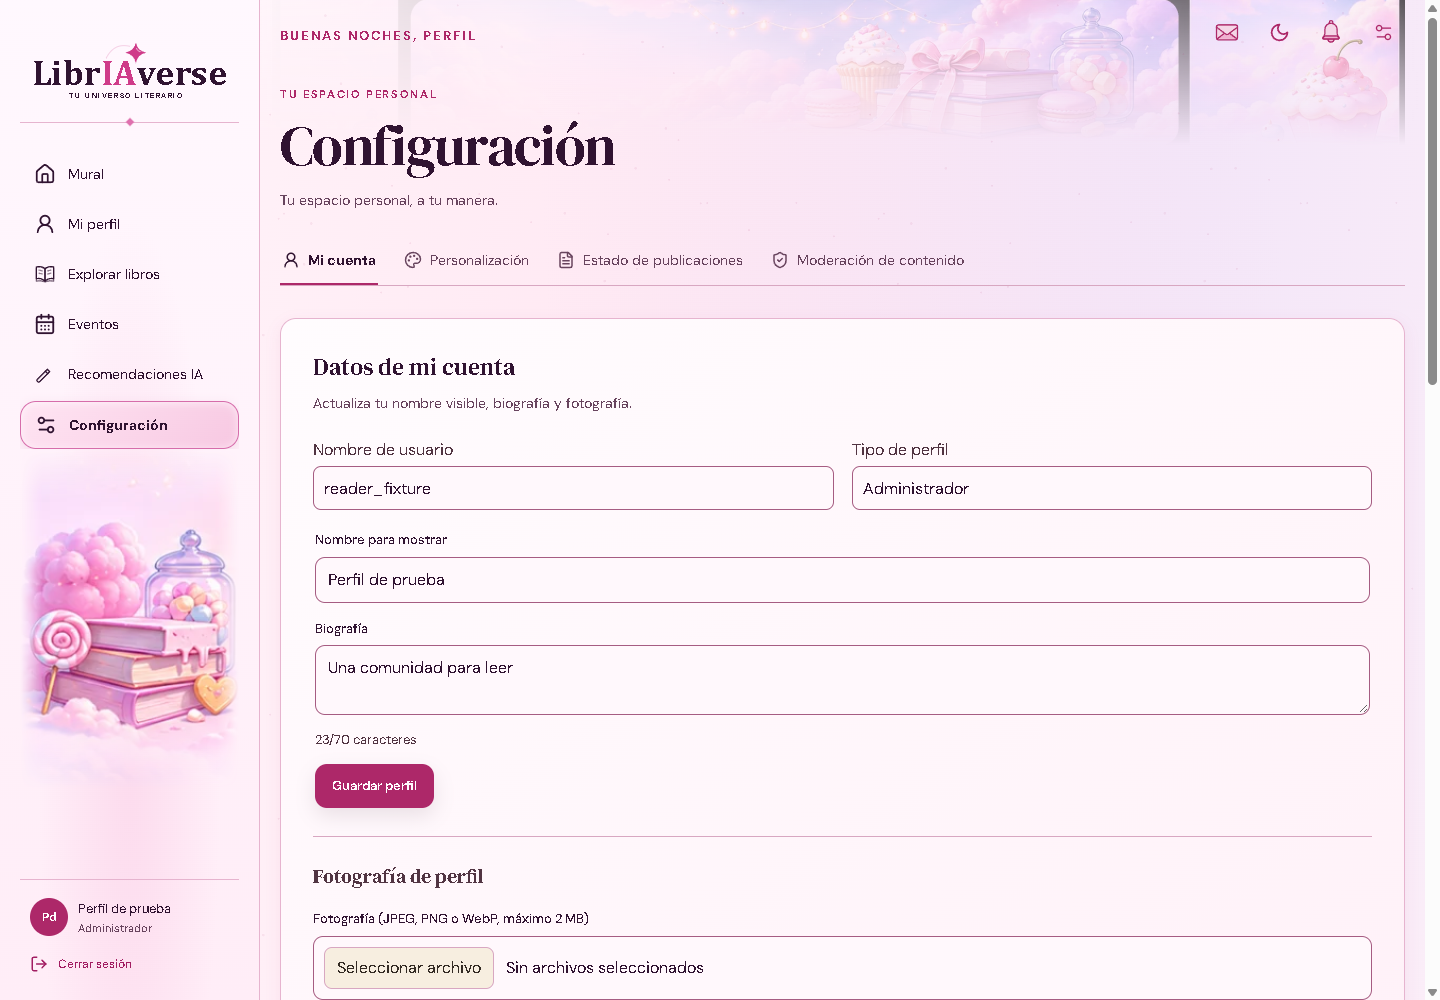 LibrIAverse
TU UNIVERSO LITERARIO
Mural
Mi perfil
Explorar libros
Eventos
Recomendaciones IA
Configuración
Pd
Perfil de prueba
Administrador
Cerrar sesión
BUENAS NOCHES, PERFIL
TU ESPACIO PERSONAL
Configuración
Tu espacio personal, a tu manera.
Mi cuenta
Personalización
Estado de publicaciones
Moderación de contenido
Datos de mi cuenta
Actualiza tu nombre visible, biografía y fotografía.
Nombre de usuario
reader_fixture
Tipo de perfil
Administrador
Nombre para mostrar
Perfil de prueba
Biografía
Una comunidad para leer
23/70 caracteres
Guardar perfil
Fotografía de perfil
Fotografía (JPEG, PNG o WebP, máximo 2 MB)
Seleccionar archivo
Sin archivos seleccionados